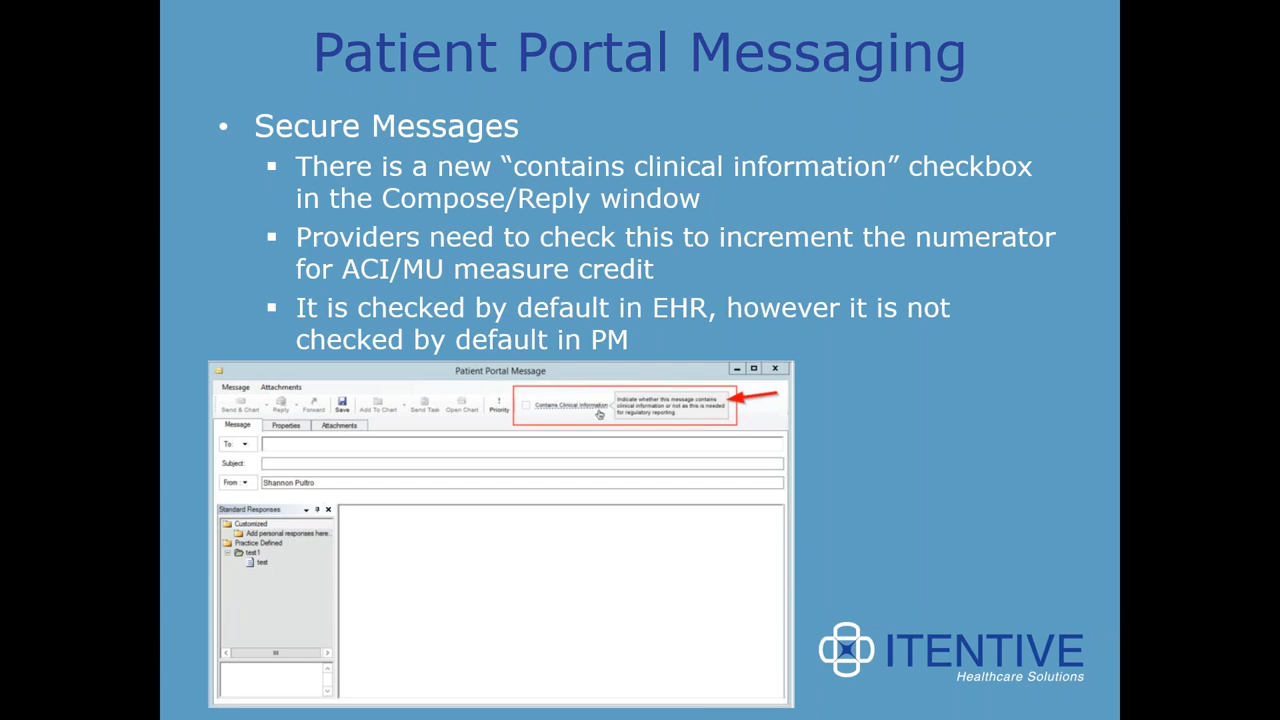 Patient Portal Messaging
• Secure Messages
▪ There is a new “contains clinical information” checkbox
in the Compose/Reply window
▪ Providers need to check this to increment the numerator
for ACI/MU measure credit
▪ It is checked by default in EHR, however it is not
checked by default in PM
Patient Portal Message
Message Attachments
Send & Chart Reply Forward Save Add To Chart Send Task Open Chart Priority
Contains Clinical Information
Indicate whether this message contains
clinical information or not as this is needed
for regulatory reporting.
Message Properties Attachments
To:
Subject:
From : Shannon Pultro
Standard Responses
Customized
Add personal responses here..
Practice Defined
test1
test
ITENTIVE
Healthcare Solutions